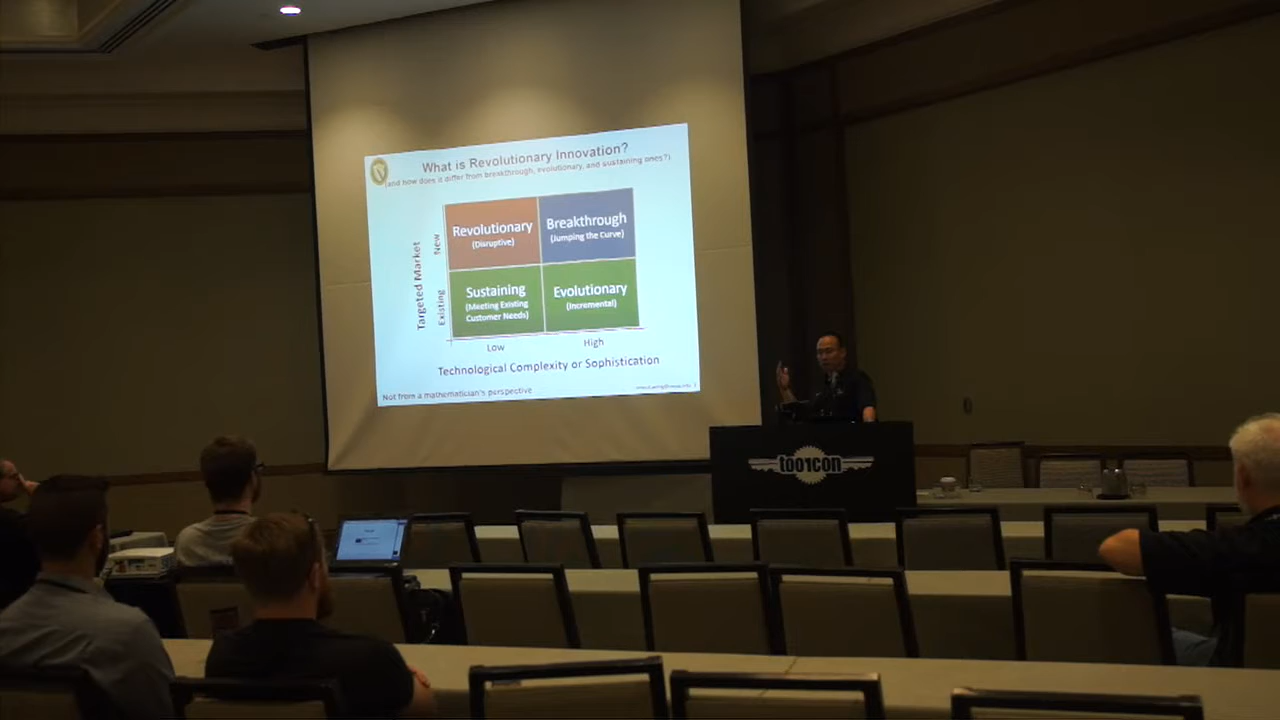 What is Revolutionary Innovation?
(and how does it differ from breakthrough, evolutionary, and sustaining ones?)
Targeted Market
New
Existing
Revolutionary
(Disruptive)
Breakthrough
(Jumping the Curve)
Sustaining
(Meeting Existing
Customer Needs)
Evolutionary
(Incremental)
Low
High
Technological Complexity or Sophistication
Not from a mathematician's perspective
too1con